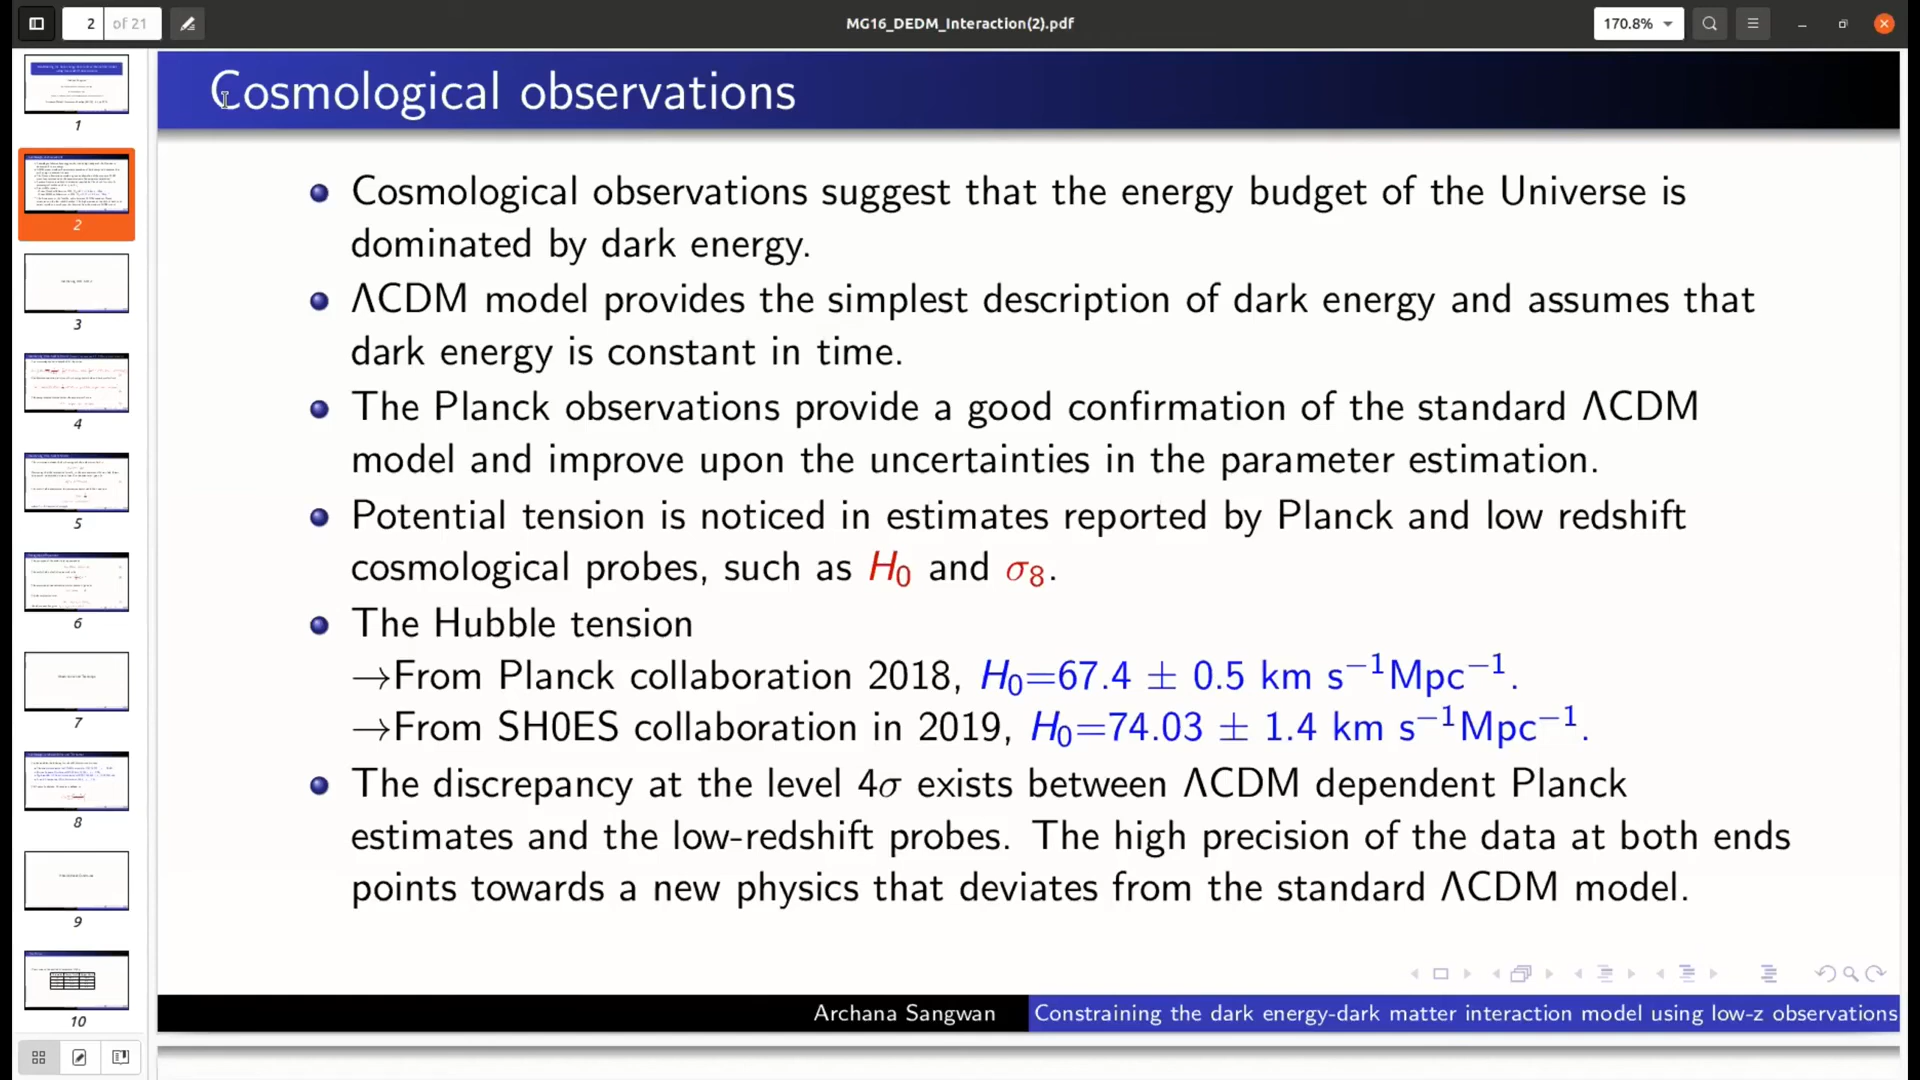 2 of 21
MG16_DEDM_Interaction(2).pdf
170.8%
Cosmological observations
Cosmological observations suggest that the energy budget of the Universe is
dominated by dark energy.
ΛCDM model provides the simplest description of dark energy and assumes that
dark energy is constant in time.
The Planck observations provide a good confirmation of the standard ΛCDM
model and improve upon the uncertainties in the parameter estimation.
Potential tension is noticed in estimates reported by Planck and low redshift
cosmological probes, such as H₀ and σ₈.
The Hubble tension
→From Planck collaboration 2018, H₀=67.4 ± 0.5 km s⁻¹Mpc⁻¹.
→From SH0ES collaboration in 2019, H₀=74.03 ± 1.4 km s⁻¹Mpc⁻¹.
The discrepancy at the level 4σ exists between ΛCDM dependent Planck
estimates and the low-redshift probes. The high precision of the data at both ends
points towards a new physics that deviates from the standard ΛCDM model.
Archana Sangwan
Constraining the dark energy-dark matter interaction model using low-z observations
1
2
3
4
5
6
7
8
9
10